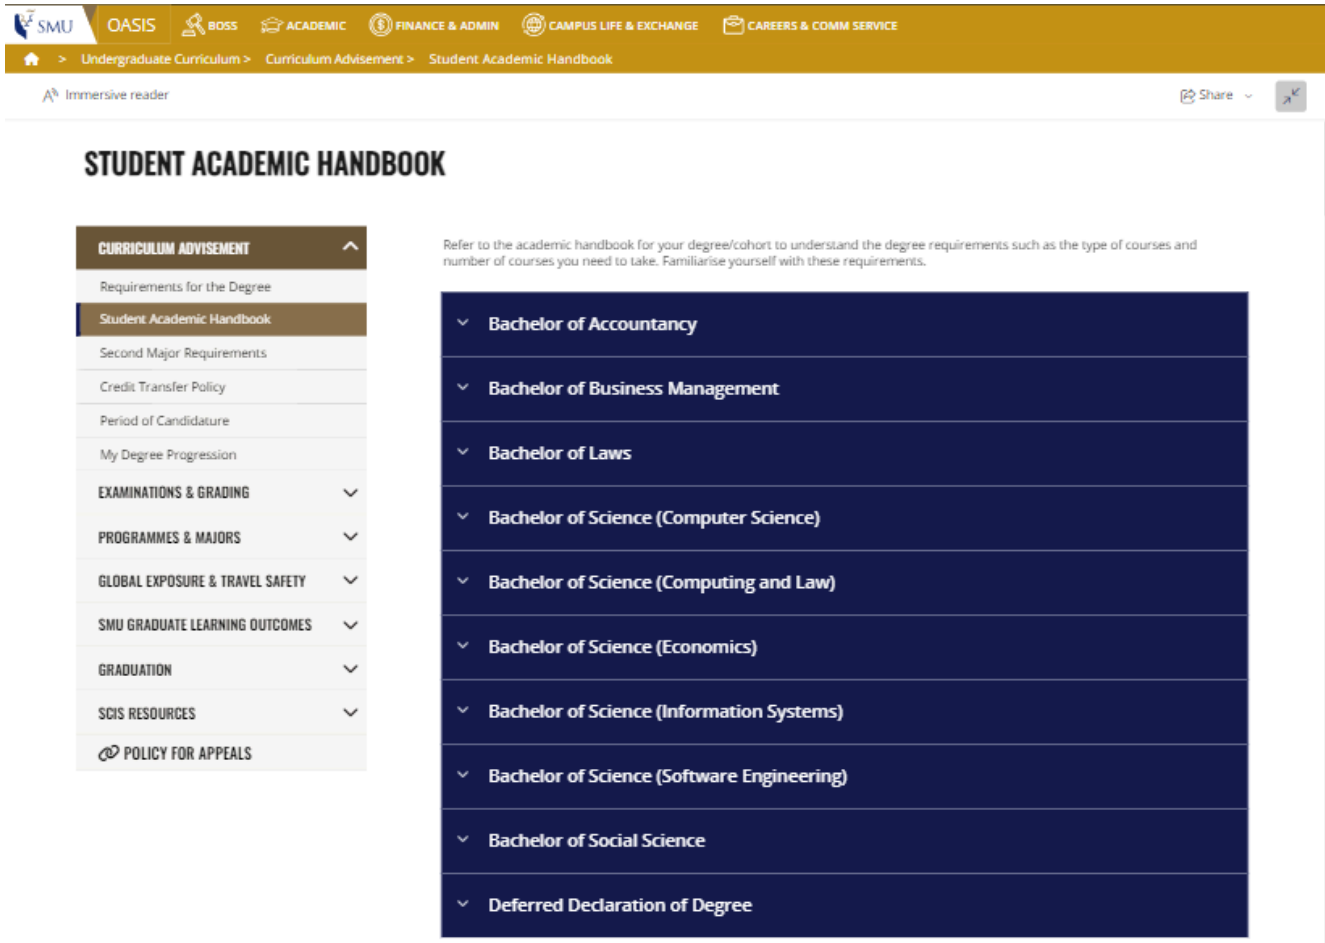 SMU OASIS BOSS ACADEMIC FINANCE & ADMIN CAMPUS LIFE & EXCHANGE CAREERS & COMM SERVICE
> Undergraduate Curriculum > Curriculum Advisement > Student Academic Handbook
Immersive reader Share
STUDENT ACADEMIC HANDBOOK
CURRICULUM ADVISEMENT
Requirements for the Degree
Student Academic Handbook
Second Major Requirements
Credit Transfer Policy
Period of Candidature
My Degree Progression
EXAMINATIONS & GRADING
PROGRAMMES & MAJORS
GLOBAL EXPOSURE & TRAVEL SAFETY
SMU GRADUATE LEARNING OUTCOMES
GRADUATION
SCIS RESOURCES
POLICY FOR APPEALS
Refer to the academic handbook for your degree/cohort to understand the degree requirements such as the type of courses and
number of courses you need to take. Familiarise yourself with these requirements.
Bachelor of Accountancy
Bachelor of Business Management
Bachelor of Laws
Bachelor of Science (Computer Science)
Bachelor of Science (Computing and Law)
Bachelor of Science (Economics)
Bachelor of Science (Information Systems)
Bachelor of Science (Software Engineering)
Bachelor of Social Science
Deferred Declaration of Degree